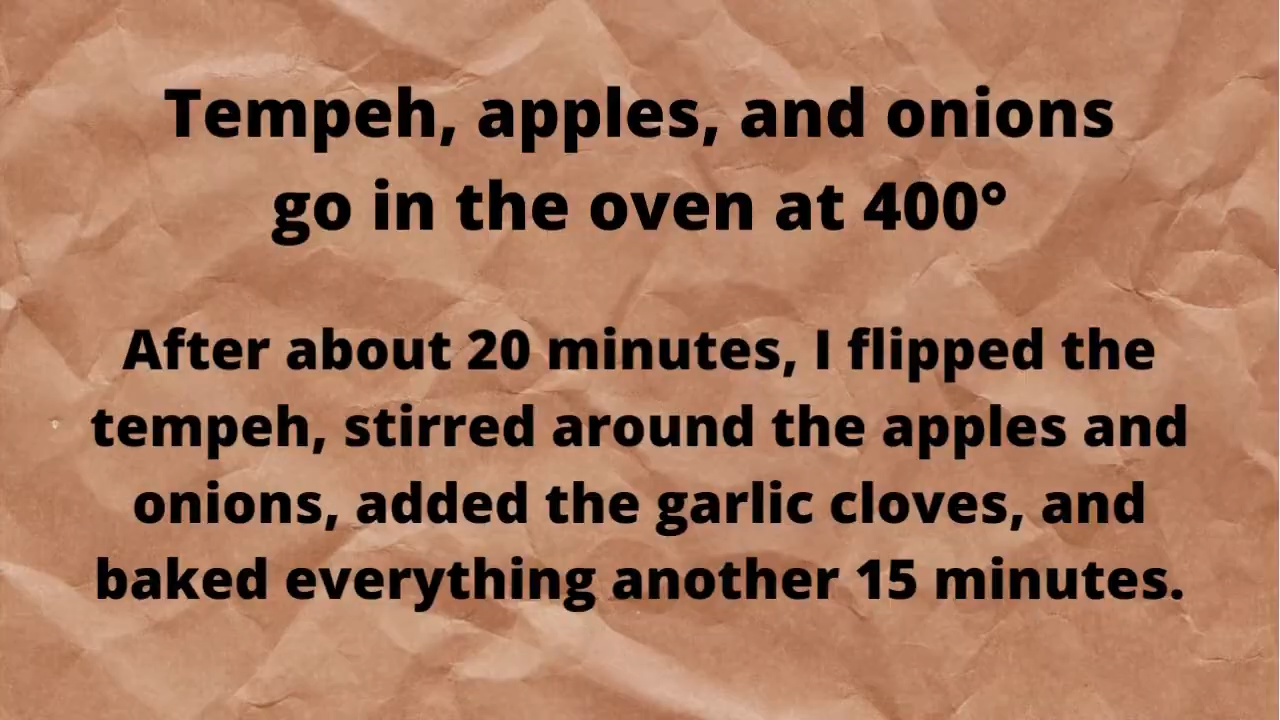 Tempeh, apples, and onions
go in the oven at 400°
After about 20 minutes, I flipped the
tempeh, stirred around the apples and
onions, added the garlic cloves, and
baked everything another 15 minutes.